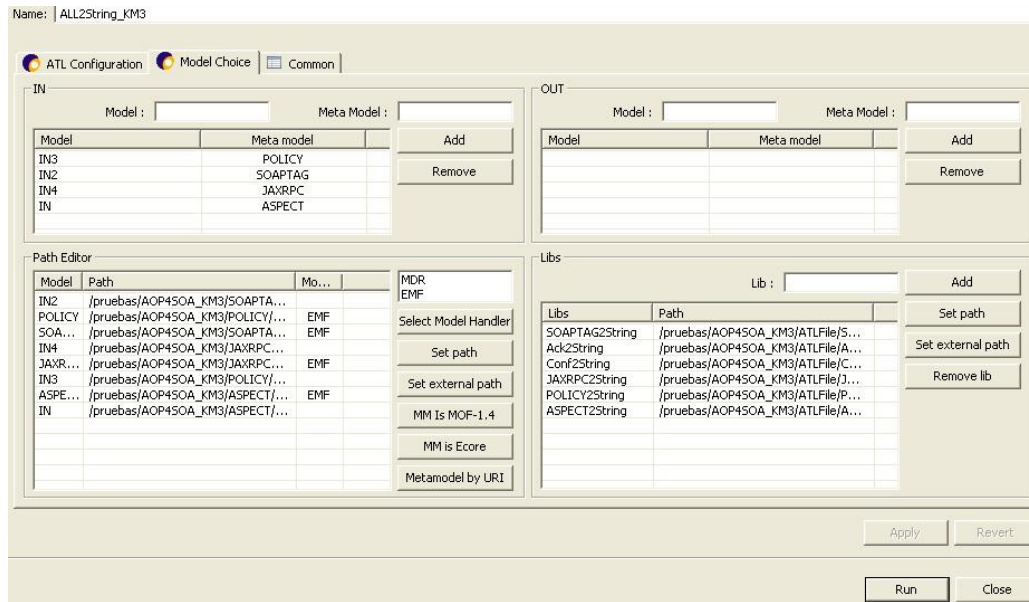 Name: ALL2String_KM3
ATL Configuration Model Choice Common
IN
Model : Meta Model :
Model Meta model Add
IN3 POLICY
IN2 SOAPTAG Remove
IN4 JAXRPC
IN ASPECT
OUT
Model : Meta Model :
Model Meta model Add
Remove
Path Editor
Model Path Mo... MDR
EMF
IN2 /pruebas/AOP4SOA_KM3/SOAPTA...
POLICY /pruebas/AOP4SOA_KM3/POLICY/... EMF
SOA... /pruebas/AOP4SOA_KM3/SOAPTA... EMF
IN4 /pruebas/AOP4SOA_KM3/JAXRPC...
JAXR... /pruebas/AOP4SOA_KM3/JAXRPC... EMF
IN3 /pruebas/AOP4SOA_KM3/POLICY/...
ASPE... /pruebas/AOP4SOA_KM3/ASPECT/... EMF
IN /pruebas/AOP4SOA_KM3/ASPECT/...
Select Model Handler
Set path
Set external path
MM Is MOF-1.4
MM is Ecore
Metamodel by URI
Libs
Lib : Add
Libs Path Set path
SOAPTAG2String /pruebas/AOP4SOA_KM3/ATLFile/S...
Ack2String /pruebas/AOP4SOA_KM3/ATLFile/A...
Conf2String /pruebas/AOP4SOA_KM3/ATLFile/C...
JAXRPC2String /pruebas/AOP4SOA_KM3/ATLFile/J...
POLICY2String /pruebas/AOP4SOA_KM3/ATLFile/P...
ASPECT2String /pruebas/AOP4SOA_KM3/ATLFile/A...
Set external path
Remove lib
Apply Revert
Run Close